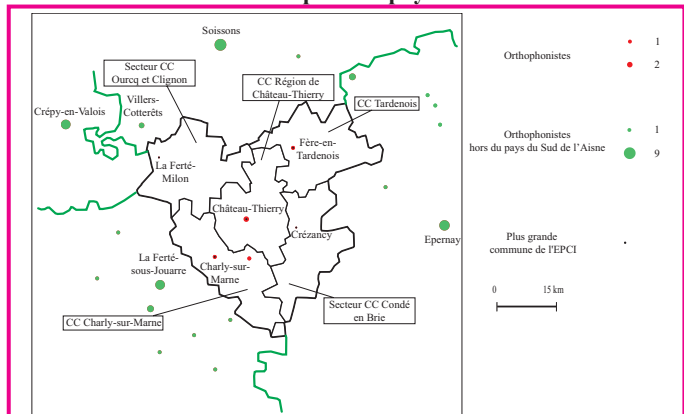 Soissons
Secteur CC
Ourcq et Clignon
CC Région de
Château-Thierry
CC Tardenois
Crépy-en-Valois
Villers-
Cotterêts
Fère-en-
Tardenois
La Ferté-
Milon
Château-Thierry
Crézancy
Epernay
La Ferté-
sous-Jouarre
Charly-sur-
Marne
CC Charly-sur-Marne
Secteur CC Condé
en Brie
Orthophonistes
1
2
Orthophonistes
hors du pays du Sud de l'Aisne
1
9
Plus grande
commune de l'EPCI
0 15 km